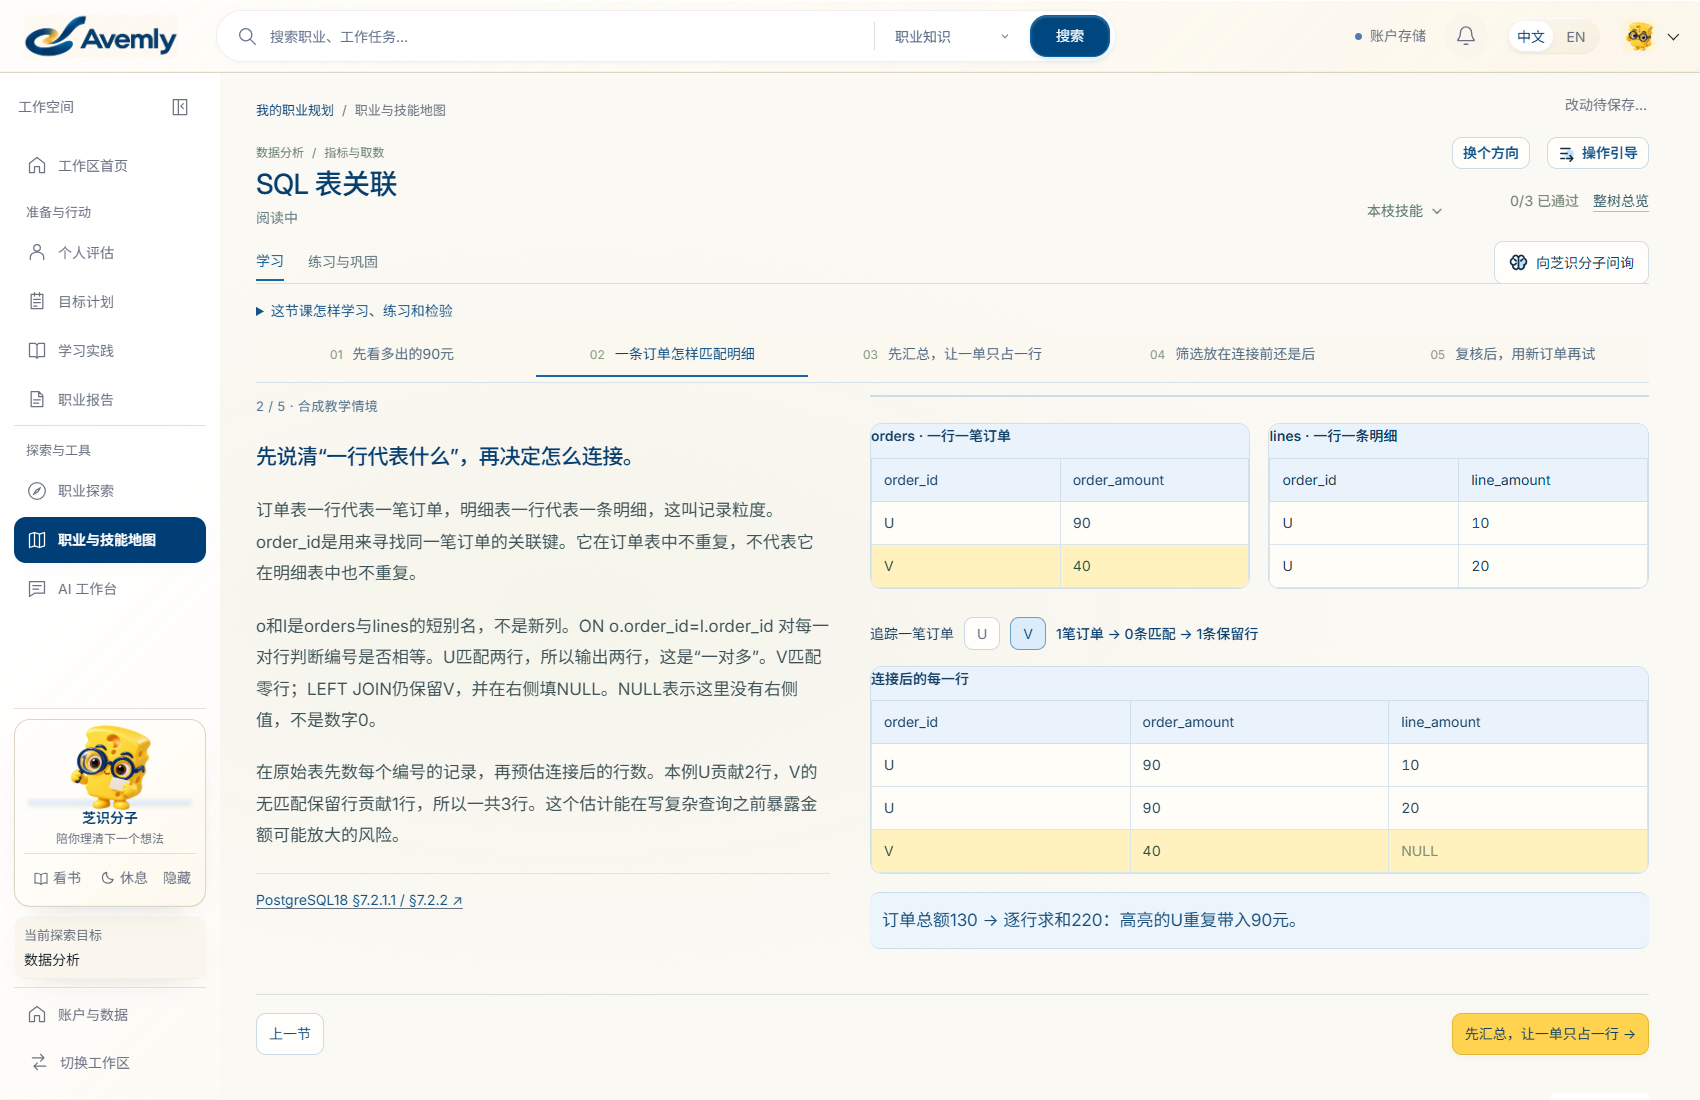 Avemly
搜索职业、工作任务...
职业知识
搜索
账户存储
中文
EN
工作空间
工作区首页
准备与行动
个人评估
目标计划
学习实践
职业报告
探索与工具
职业探索
职业与技能地图
AI 工作台
芝识分子
陪你理清下一个想法
看书
休息
隐藏
当前探索目标
数据分析
账户与数据
切换工作区
我的职业规划 / 职业与技能地图
改动待保存...
数据分析 / 指标与取数
SQL 表关联
阅读中
换个方向
操作引导
本枝技能
0/3 已通过
整树总览
学习
练习与巩固
向芝识分子问询
这节课怎样学习、练习和检验
01 先看多出的90元
02 一条订单怎样匹配明细
03 先汇总，让一单只占一行
04 筛选放在连接前还是后
05 复核后，用新订单再试
2 / 5 · 合成教学情境
先说清“一行代表什么”，再决定怎么连接。
订单表一行代表一笔订单，明细表一行代表一条明细，这叫记录粒度。
order_id是用来寻找同一笔订单的关联键。它在订单表中不重复，不代表它
在明细表中也不重复。
o和l是orders与lines的短别名，不是新列。ON o.order_id=l.order_id 对每一
对行判断编号是否相等。U匹配两行，所以输出两行，这是“一对多”。V匹配
零行；LEFT JOIN仍保留V，并在右侧填NULL。NULL表示这里没有右侧
值，不是数字0。
在原始表先数每个编号的记录，再预估连接后的行数。本例U贡献2行，V的
无匹配保留行贡献1行，所以一共3行。这个估计能在写复杂查询之前暴露金
额可能放大的风险。
PostgreSQL18 §7.2.1.1 / §7.2.2 ↗
orders · 一行一笔订单
order_id order_amount
U 90
V 40
lines · 一行一条明细
order_id line_amount
U 10
U 20
追踪一笔订单 U V 1笔订单 → 0条匹配 → 1条保留行
连接后的每一行
order_id order_amount line_amount
U 90 10
U 90 20
V 40 NULL
订单总额130 → 逐行求和220：高亮的U重复带入90元。
上一节
先汇总，让一单只占一行 →